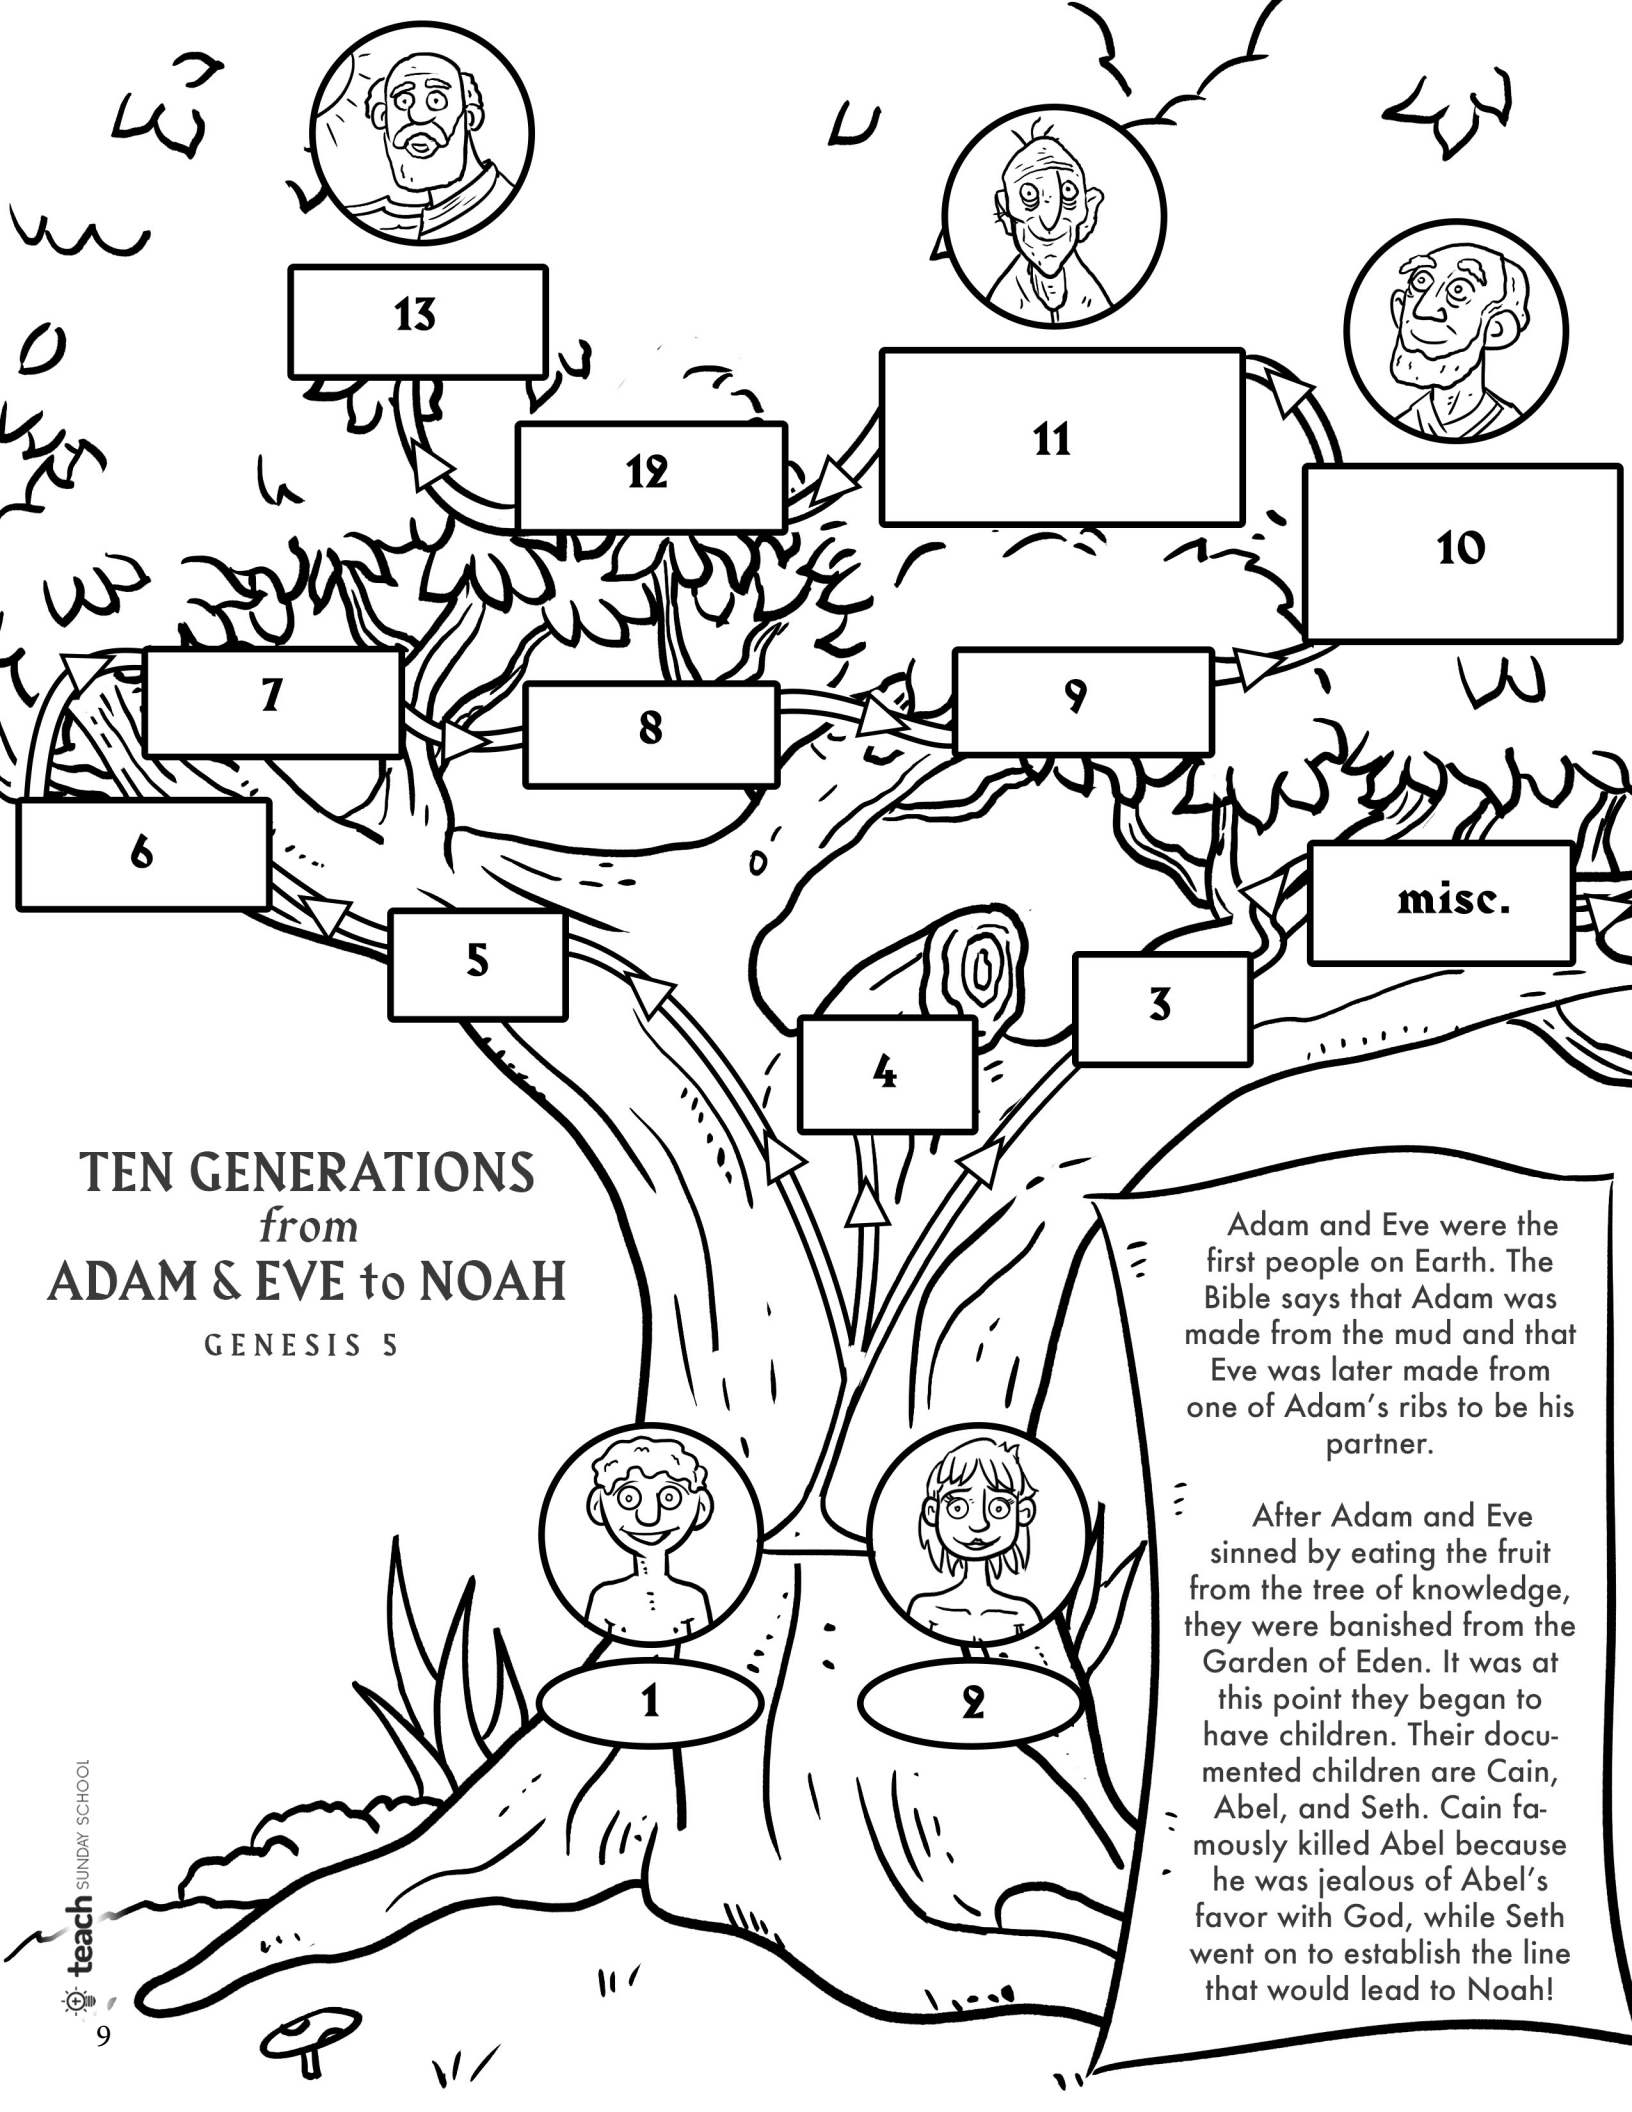 13
11
12
10
7
8
9
6
misc.
5
3
4
TEN GENERATIONS
from
ADAM & EVE to NOAH
GENESIS 5
Adam and Eve were the
first people on Earth. The
Bible says that Adam was
made from the mud and that
Eve was later made from
one of Adam's ribs to be his
partner.
After Adam and Eve
sinned by eating the fruit
from the tree of knowledge,
they were banished from the
Garden of Eden. It was at
this point they began to
have children. Their docu-
mented children are Cain,
Abel, and Seth. Cain fa-
mously killed Abel because
he was jealous of Abel's
favor with God, while Seth
went on to establish the line
that would lead to Noah!
1
2
teach SUNDAY SCHOOL
9